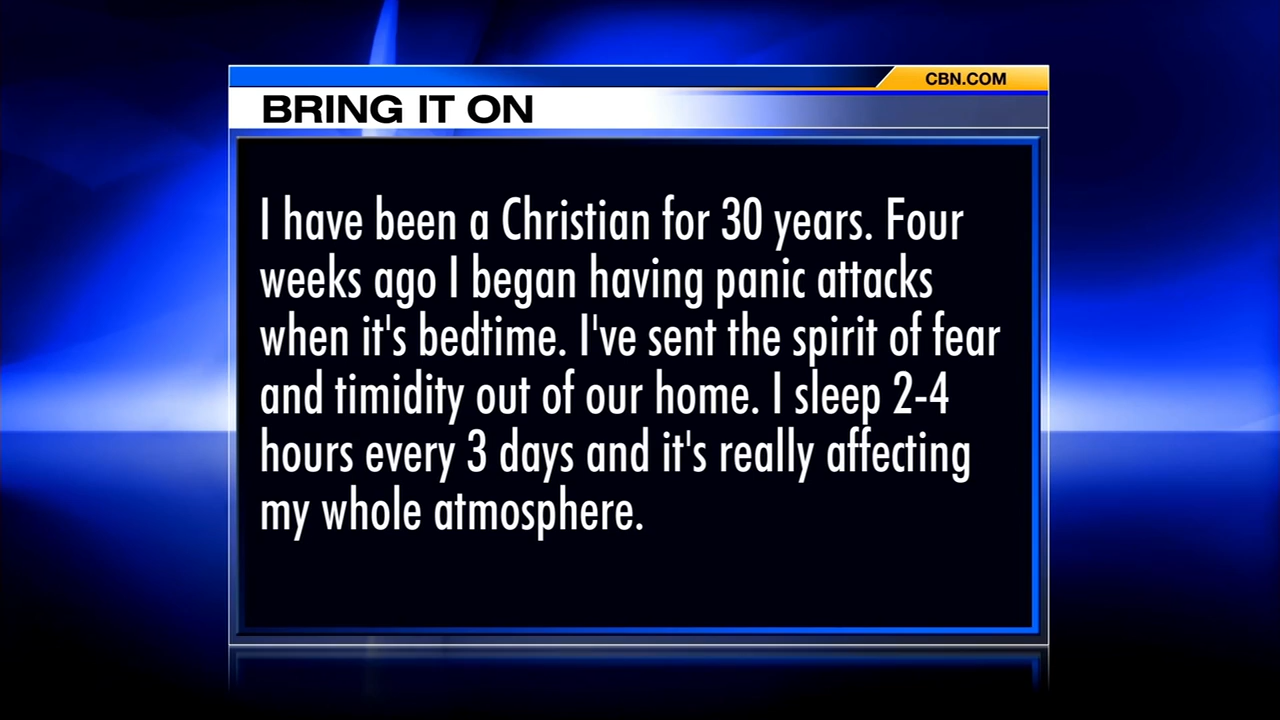 CBN.COM
BRING IT ON
I have been a Christian for 30 years. Four
weeks ago I began having panic attacks
when it's bedtime. I've sent the spirit of fear
and timidity out of our home. I sleep 2-4
hours every 3 days and it's really affecting
my whole atmosphere.